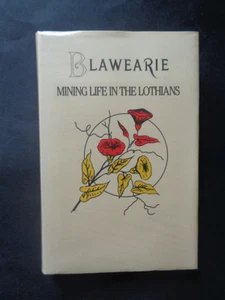 BLAWEARIE
MINING LIFE IN THE LOTHIANS